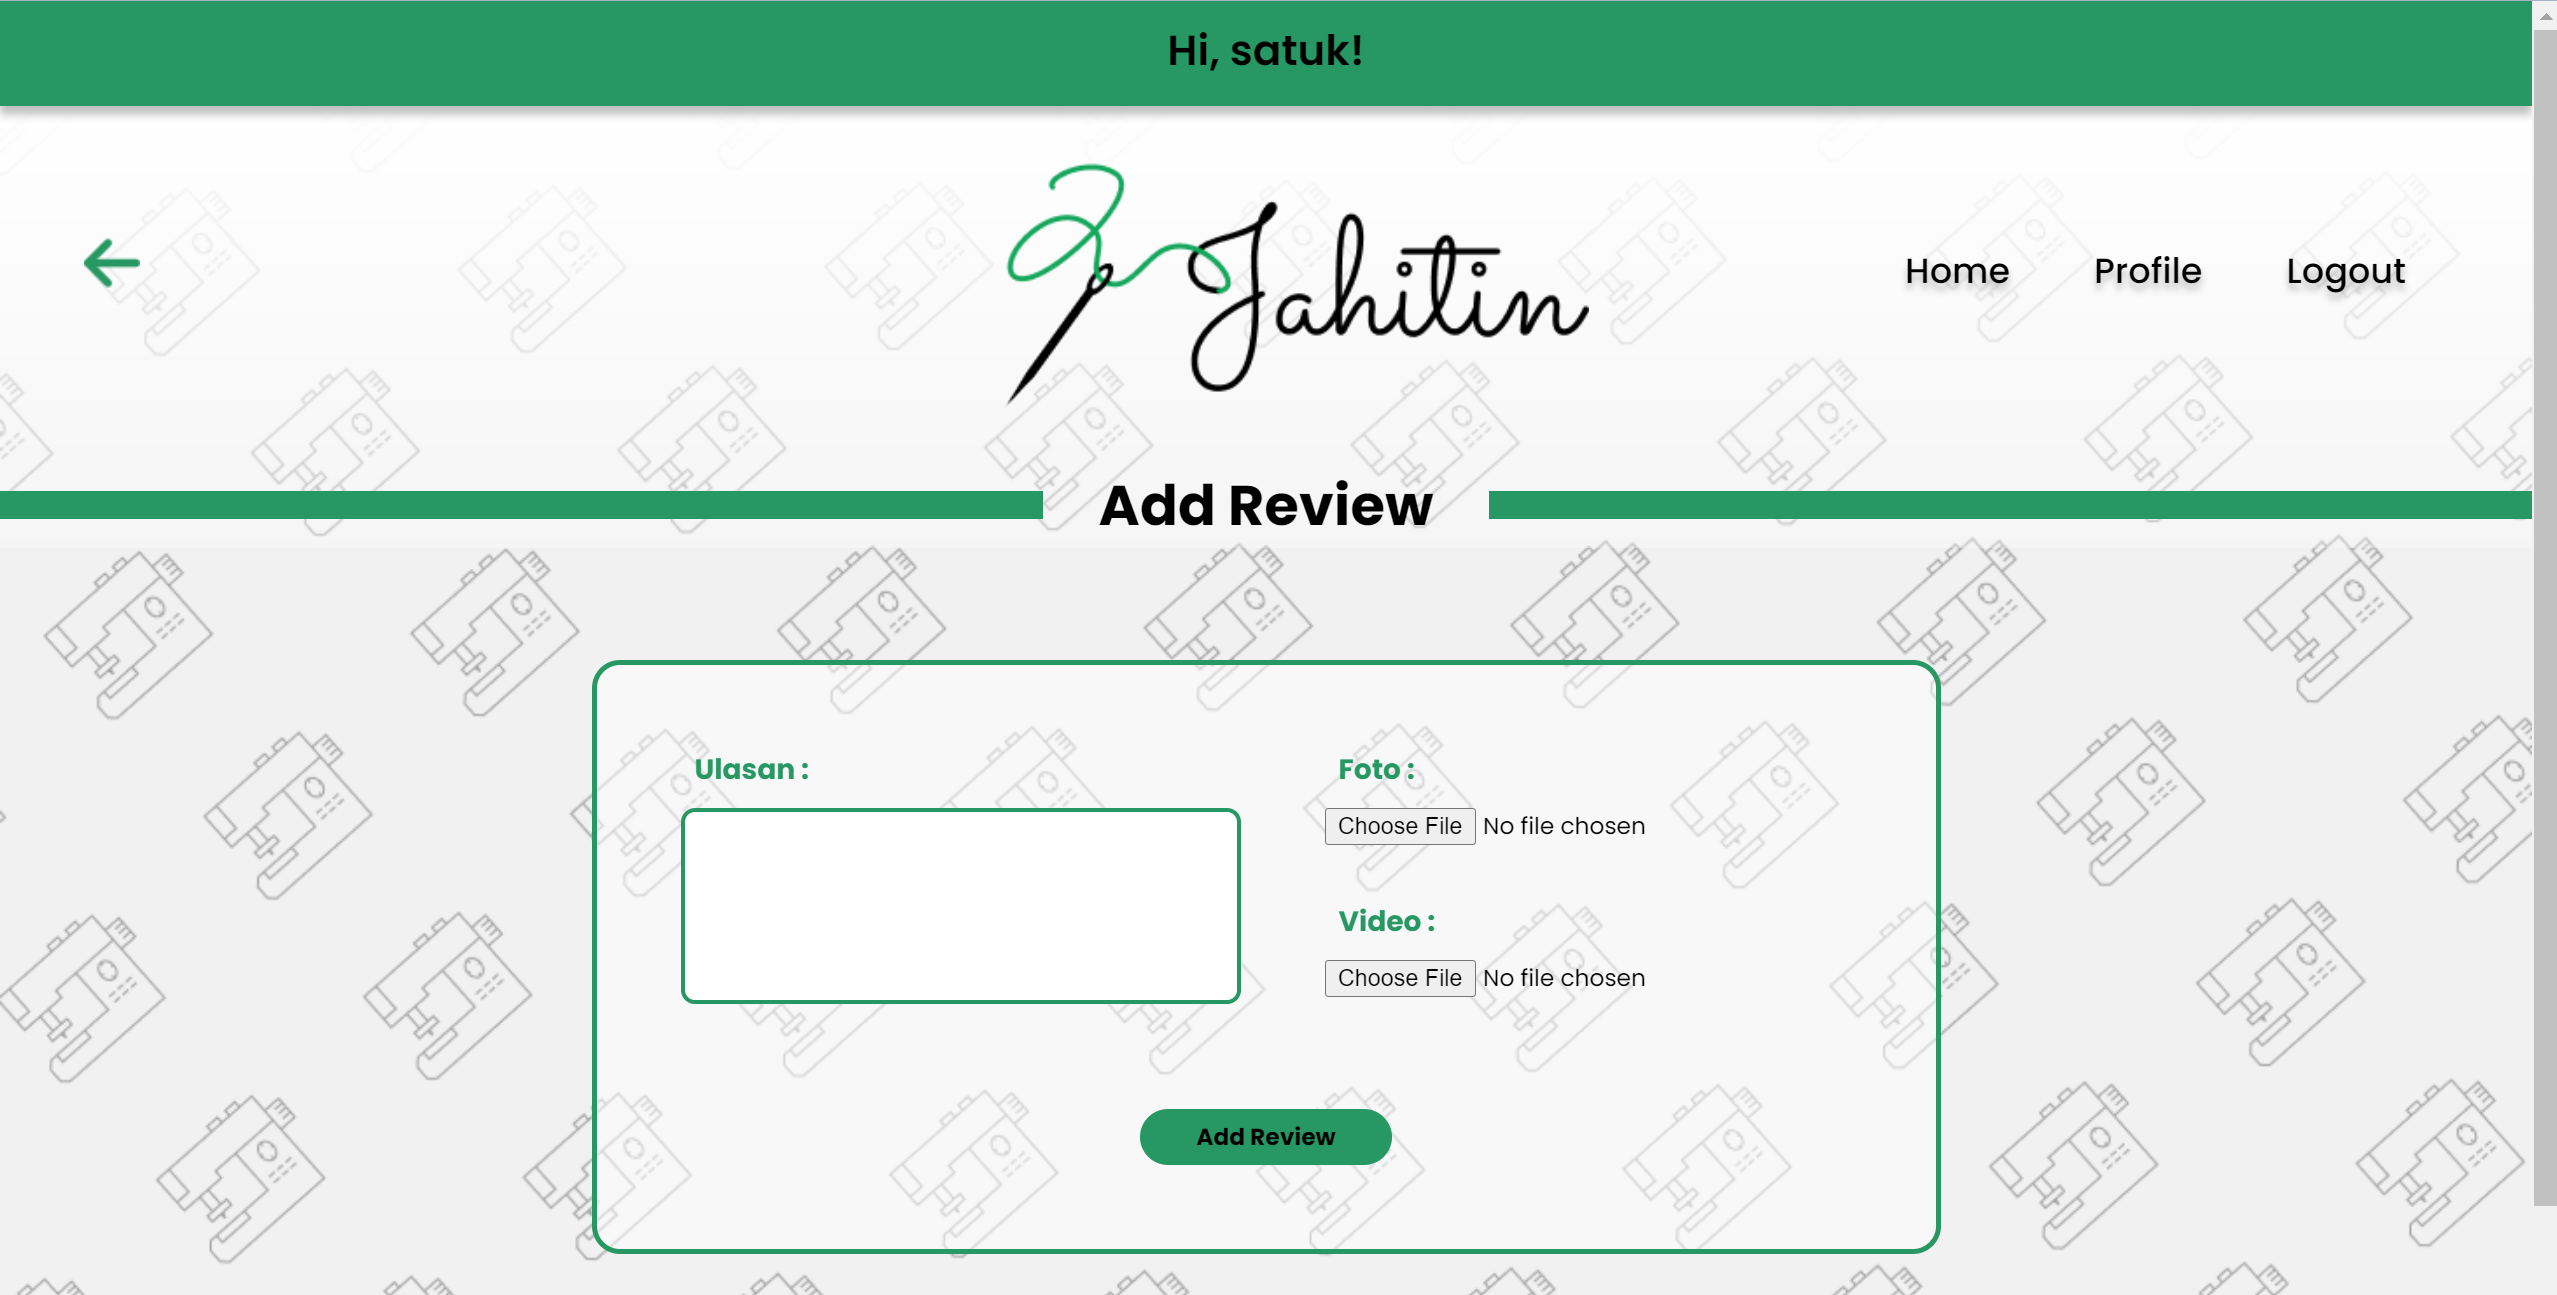 Hi, satuk!
Jahitin
Home Profile Logout
Add Review
Ulasan :
Foto :
Choose File No file chosen
Video :
Choose File No file chosen
Add Review